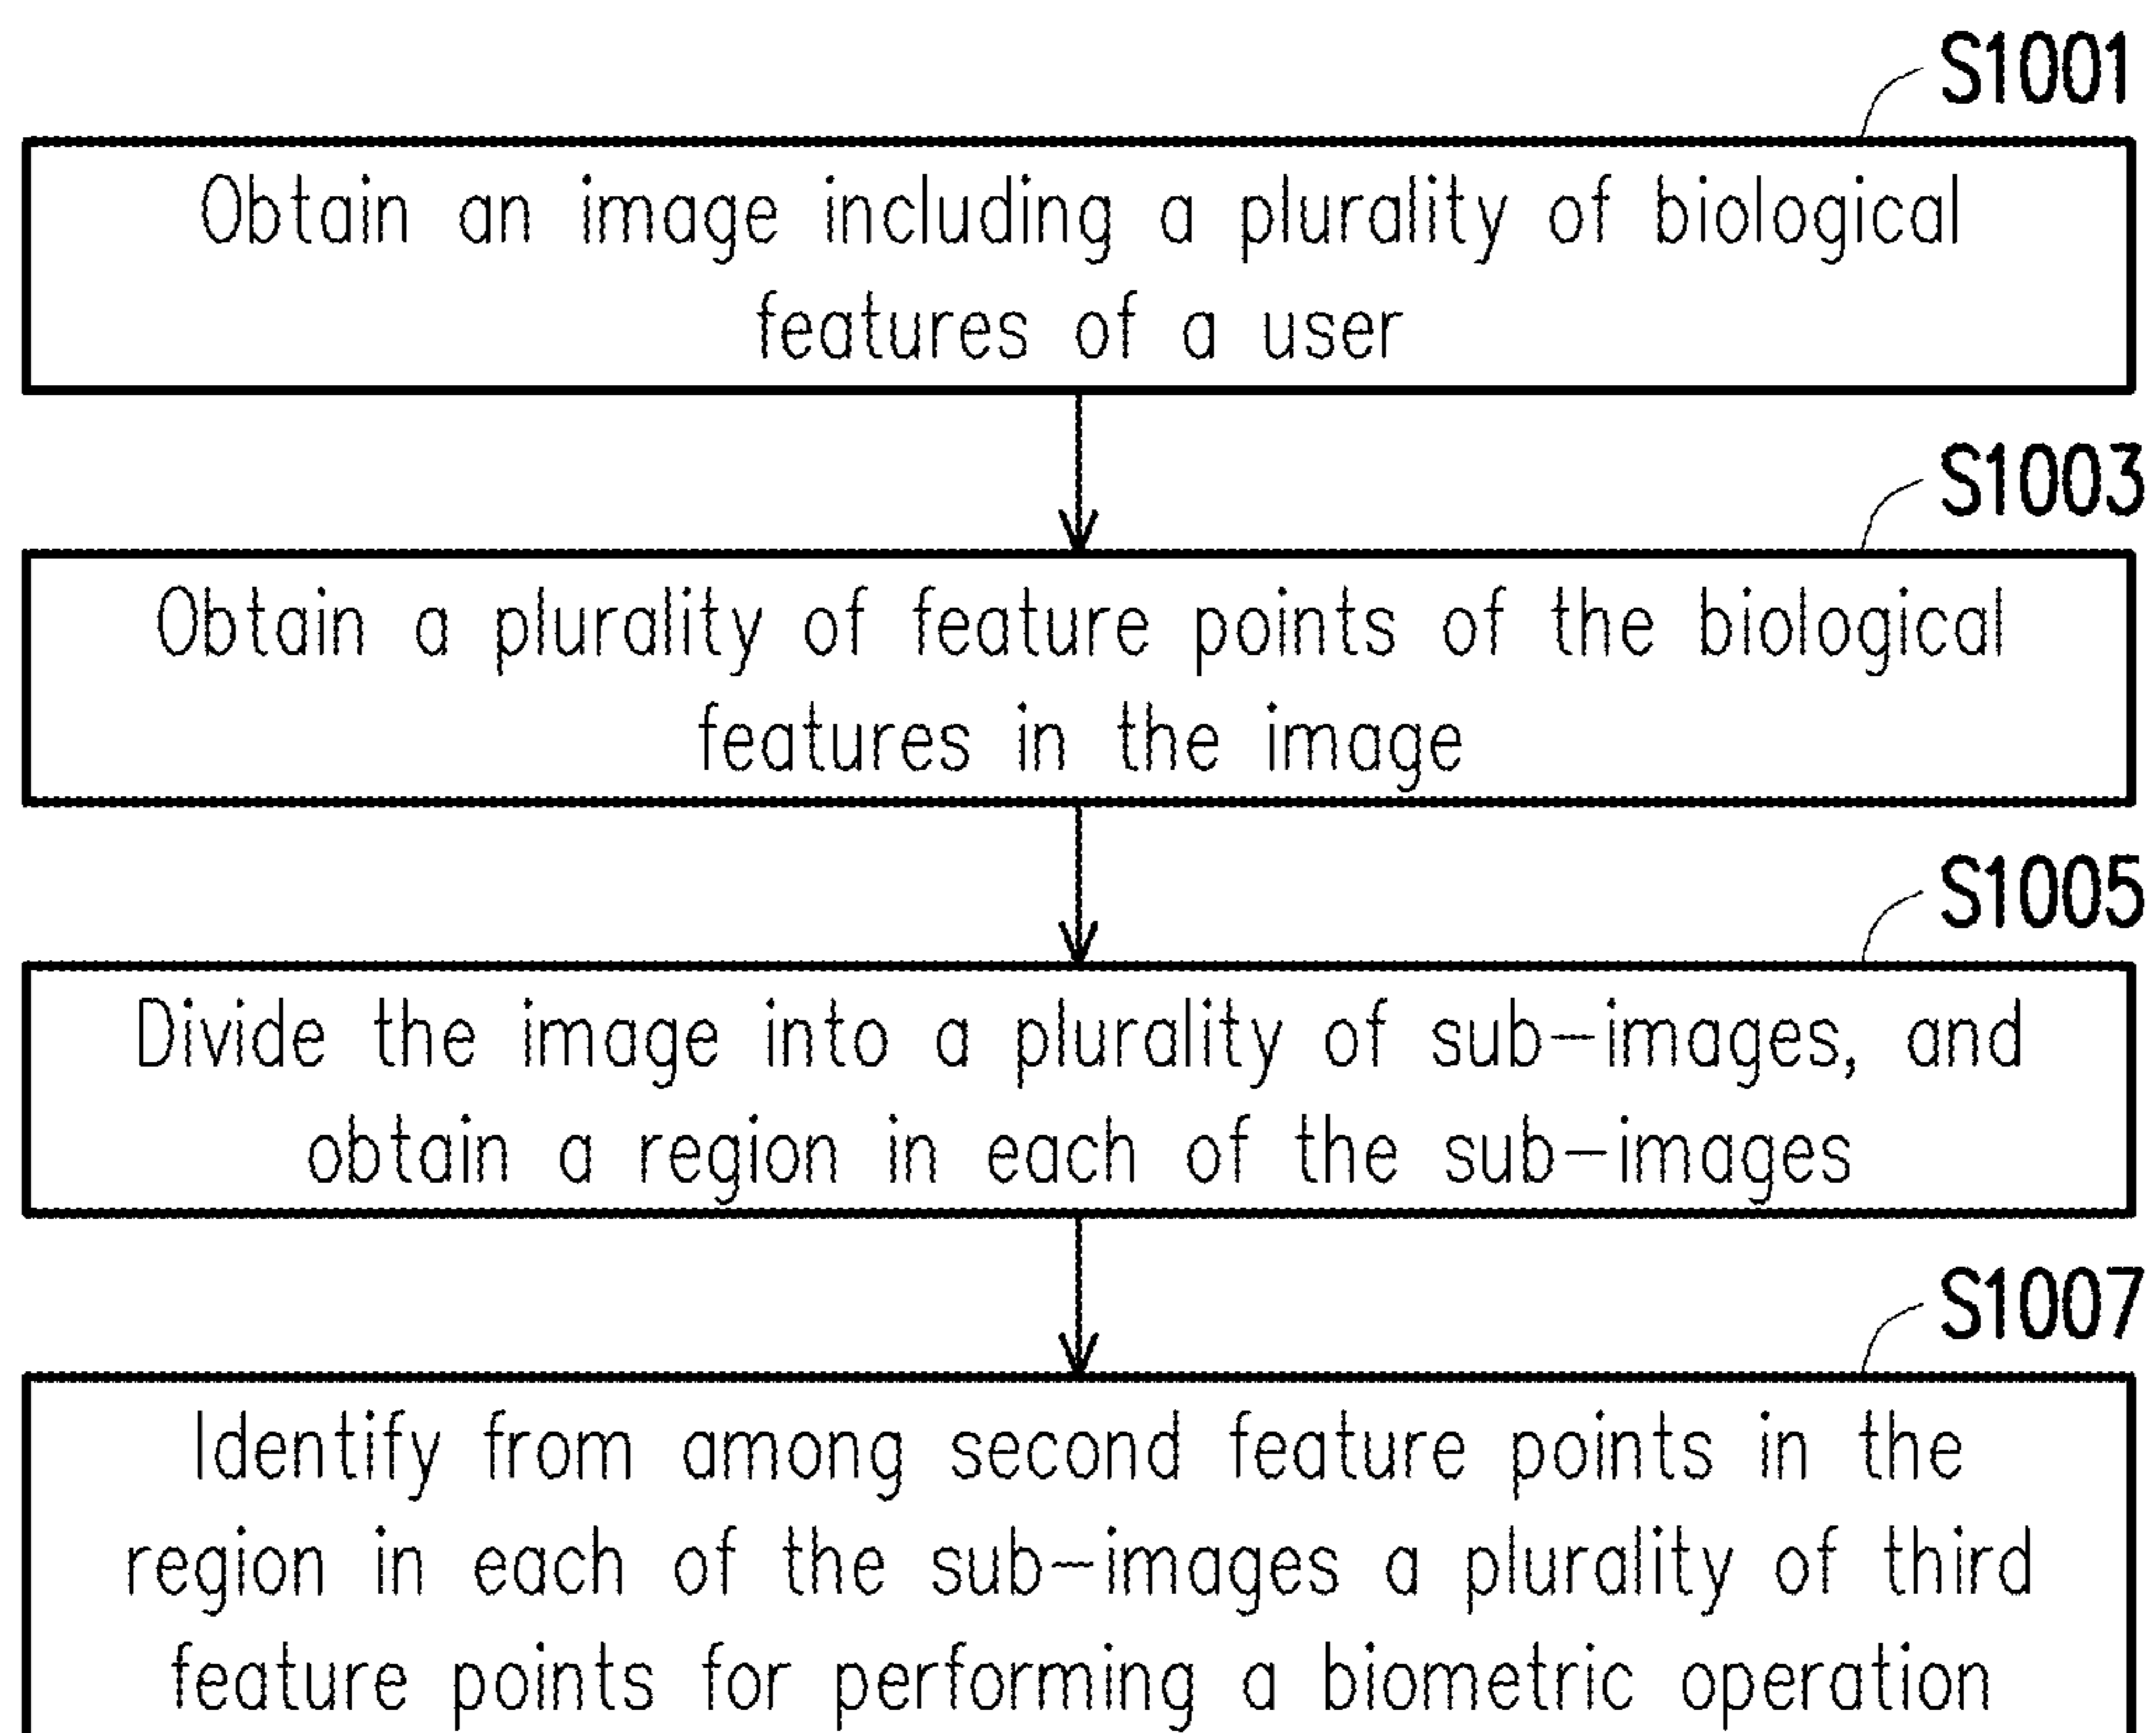 S1001
Obtain an image including a plurality of biological
features of a user
S1003
Obtain a plurality of feature points of the biological
features in the image
S1005
Divide the image into a plurality of sub-images, and
obtain a region in each of the sub-images
S1007
Identify from among second feature points in the
region in each of the sub-images a plurality of third
feature points for performing a biometric operation